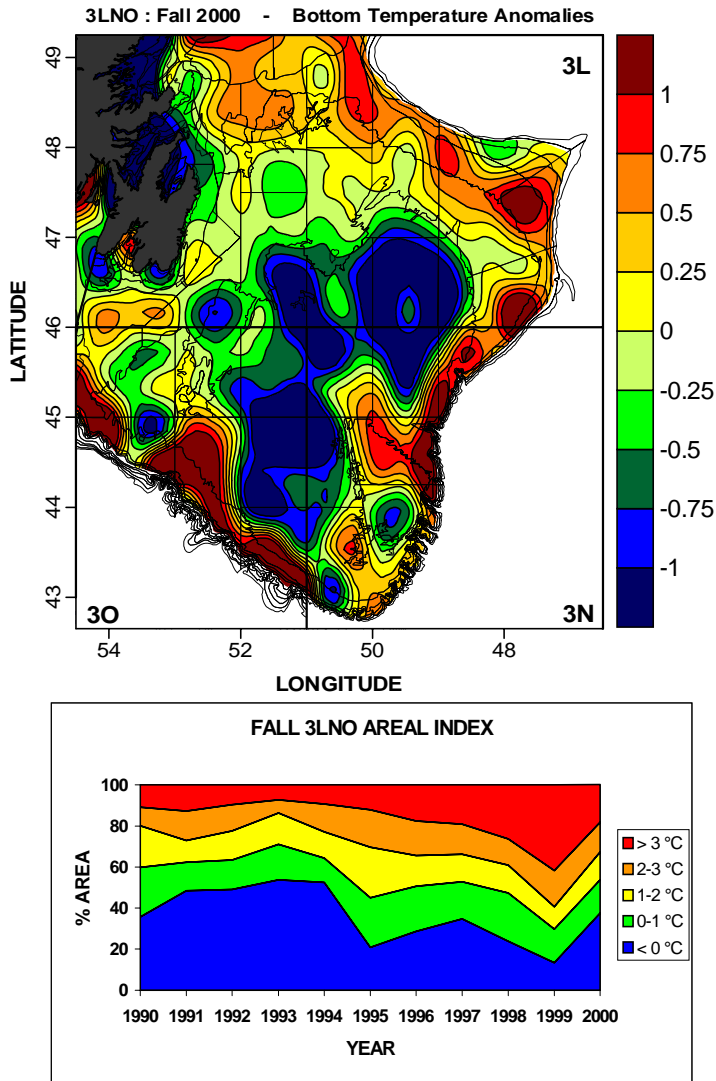 3LNO : Fall 2000 - Bottom Temperature Anomalies
49
48
47
46
45
44
43
LATITUDE
3L
3O
3N
54
52
50
48
LONGITUDE
1
0.75
0.5
0.25
0
-0.25
-0.5
-0.75
-1
FALL 3LNO AREAL INDEX
100
80
60
40
20
0
% AREA
1990 1991 1992 1993 1994 1995 1996 1997 1998 1999 2000
YEAR
> 3 °C
2-3 °C
1-2 °C
0-1 °C
< 0 °C